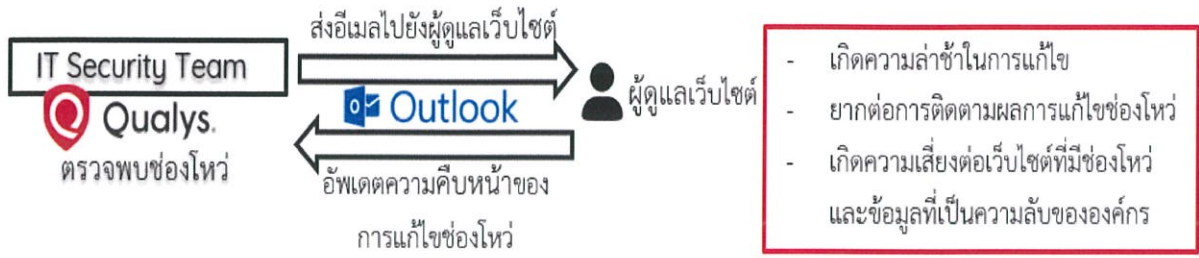 ส่งอีเมลไปยังผู้ดูแลเว็บไซต์
IT Security Team
Qualys.
ตรวจพบช่องโหว่
Outlook
ผู้ดูแลเว็บไซต์
อัพเดตความคืบหน้าของ
การแก้ไขช่องโหว่
- เกิดความล่าช้าในการแก้ไข
- ยากต่อการติดตามผลการแก้ไขช่องโหว่
- เกิดความเสี่ยงต่อเว็บไซต์ที่มีช่องโหว่
และข้อมูลที่เป็นความลับขององค์กร